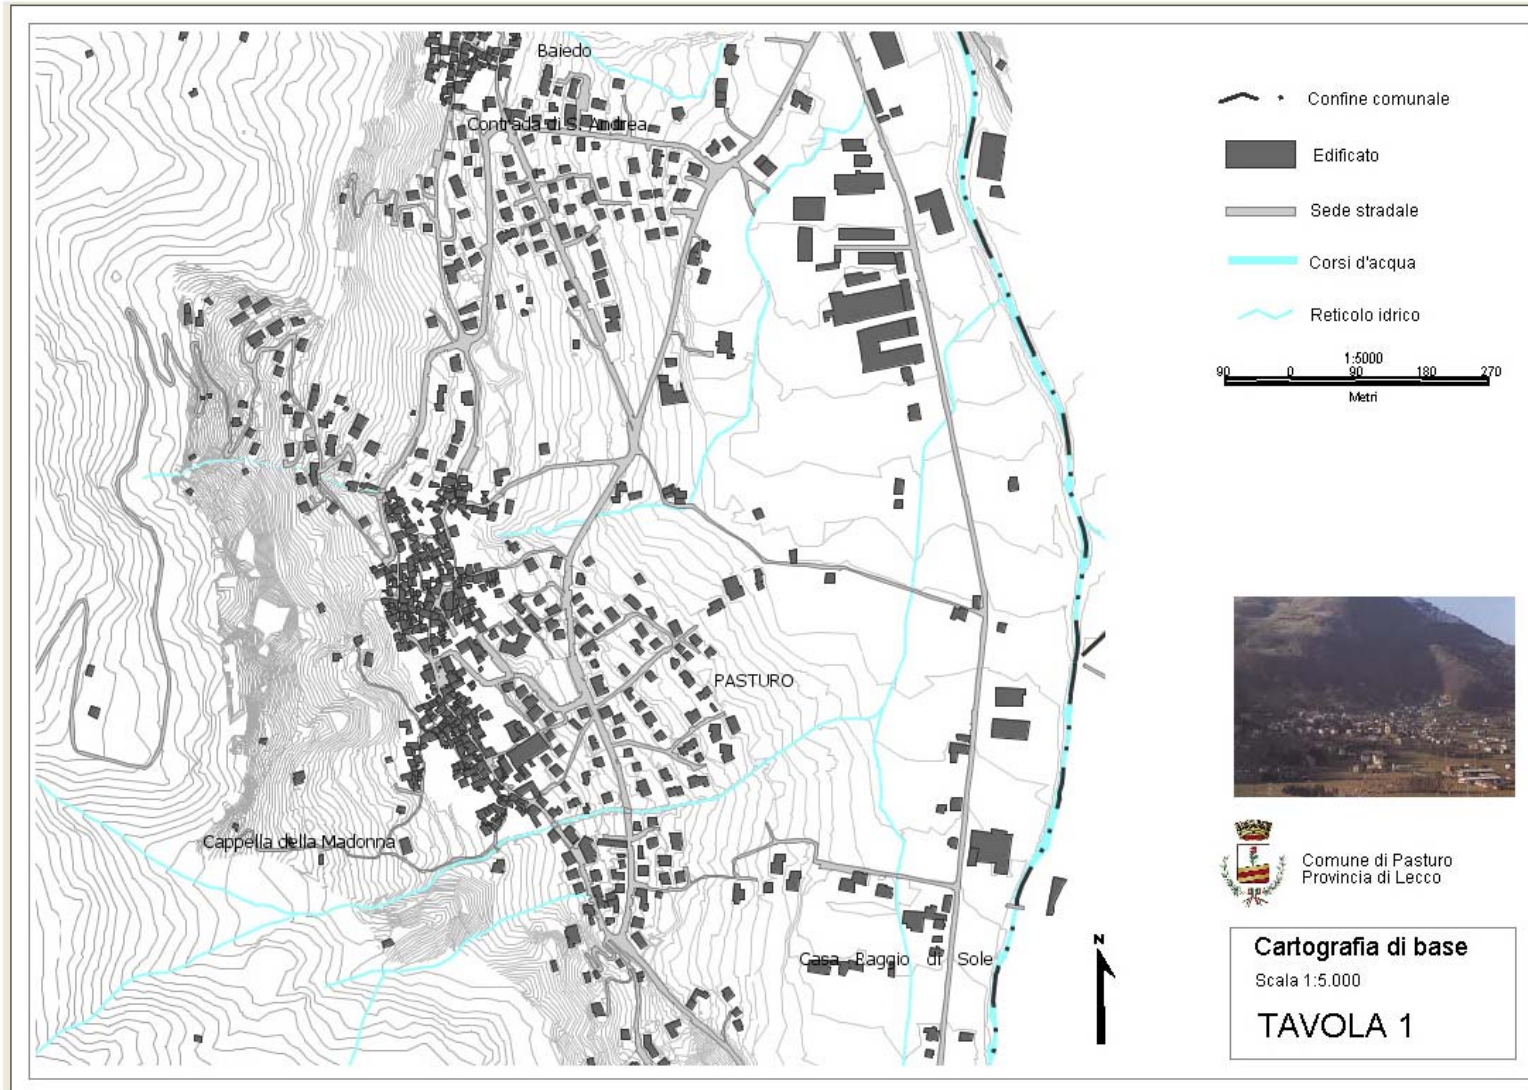 Baiedo
Contrada di S. Andrea
PASTURO
Cappella della Madonna
Casa Raggio di Sole
Confine comunale
Edificato
Sede stradale
Corsi d'acqua
Reticolo idrico
1:5000
90 0 90 180 270
Metri
Comune di Pasturo
Provincia di Lecco
N
Cartografia di base
Scala 1:5.000
TAVOLA 1